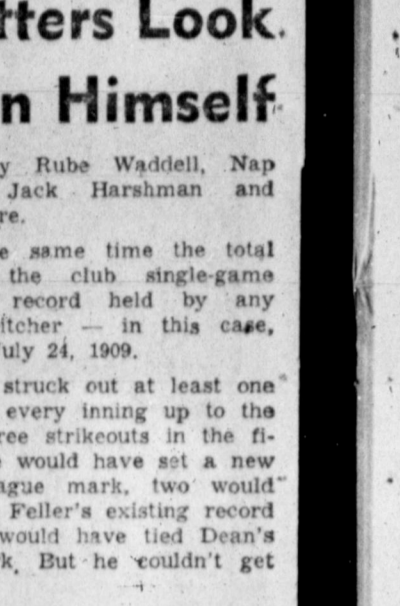 tters Look.
n Himself
y Rube Waddell, Nap
Jack Harshman and
re.
e same time the total
the club single-game
record held by any
itcher — in this case,
uly 24, 1909.
struck out at least one
every inning up to the
ree strikeouts in the fi-
would have set a new
ague mark, two would
Feller's existing record
would have tied Dean's
k. But he couldn't get